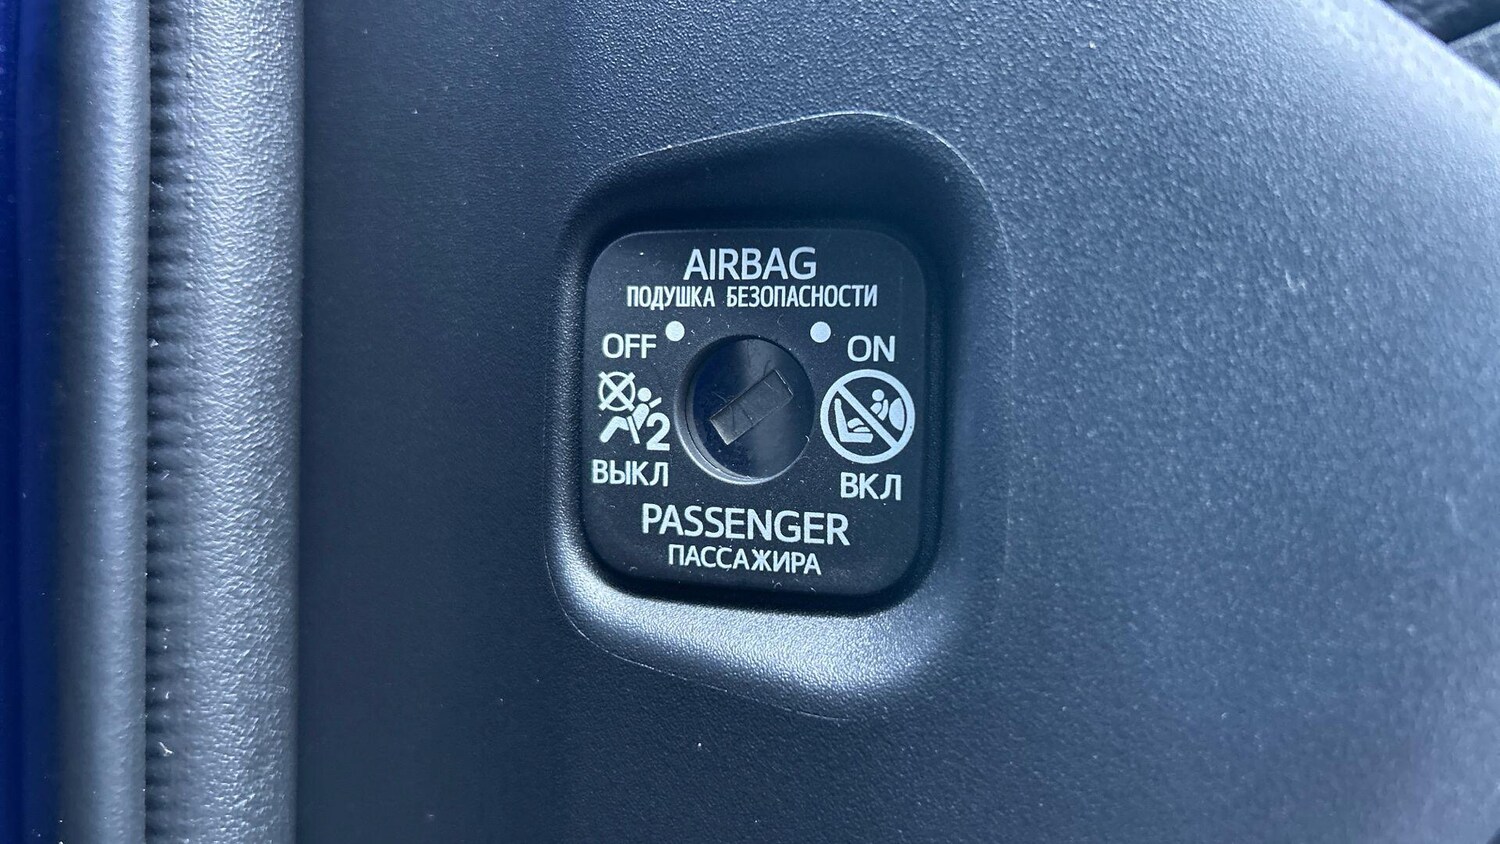 AIRBAG
ПОДУШКА БЕЗОПАСНОСТИ
OFF ON
2
ВЫКЛ ВКЛ
PASSENGER
ПАССАЖИРА